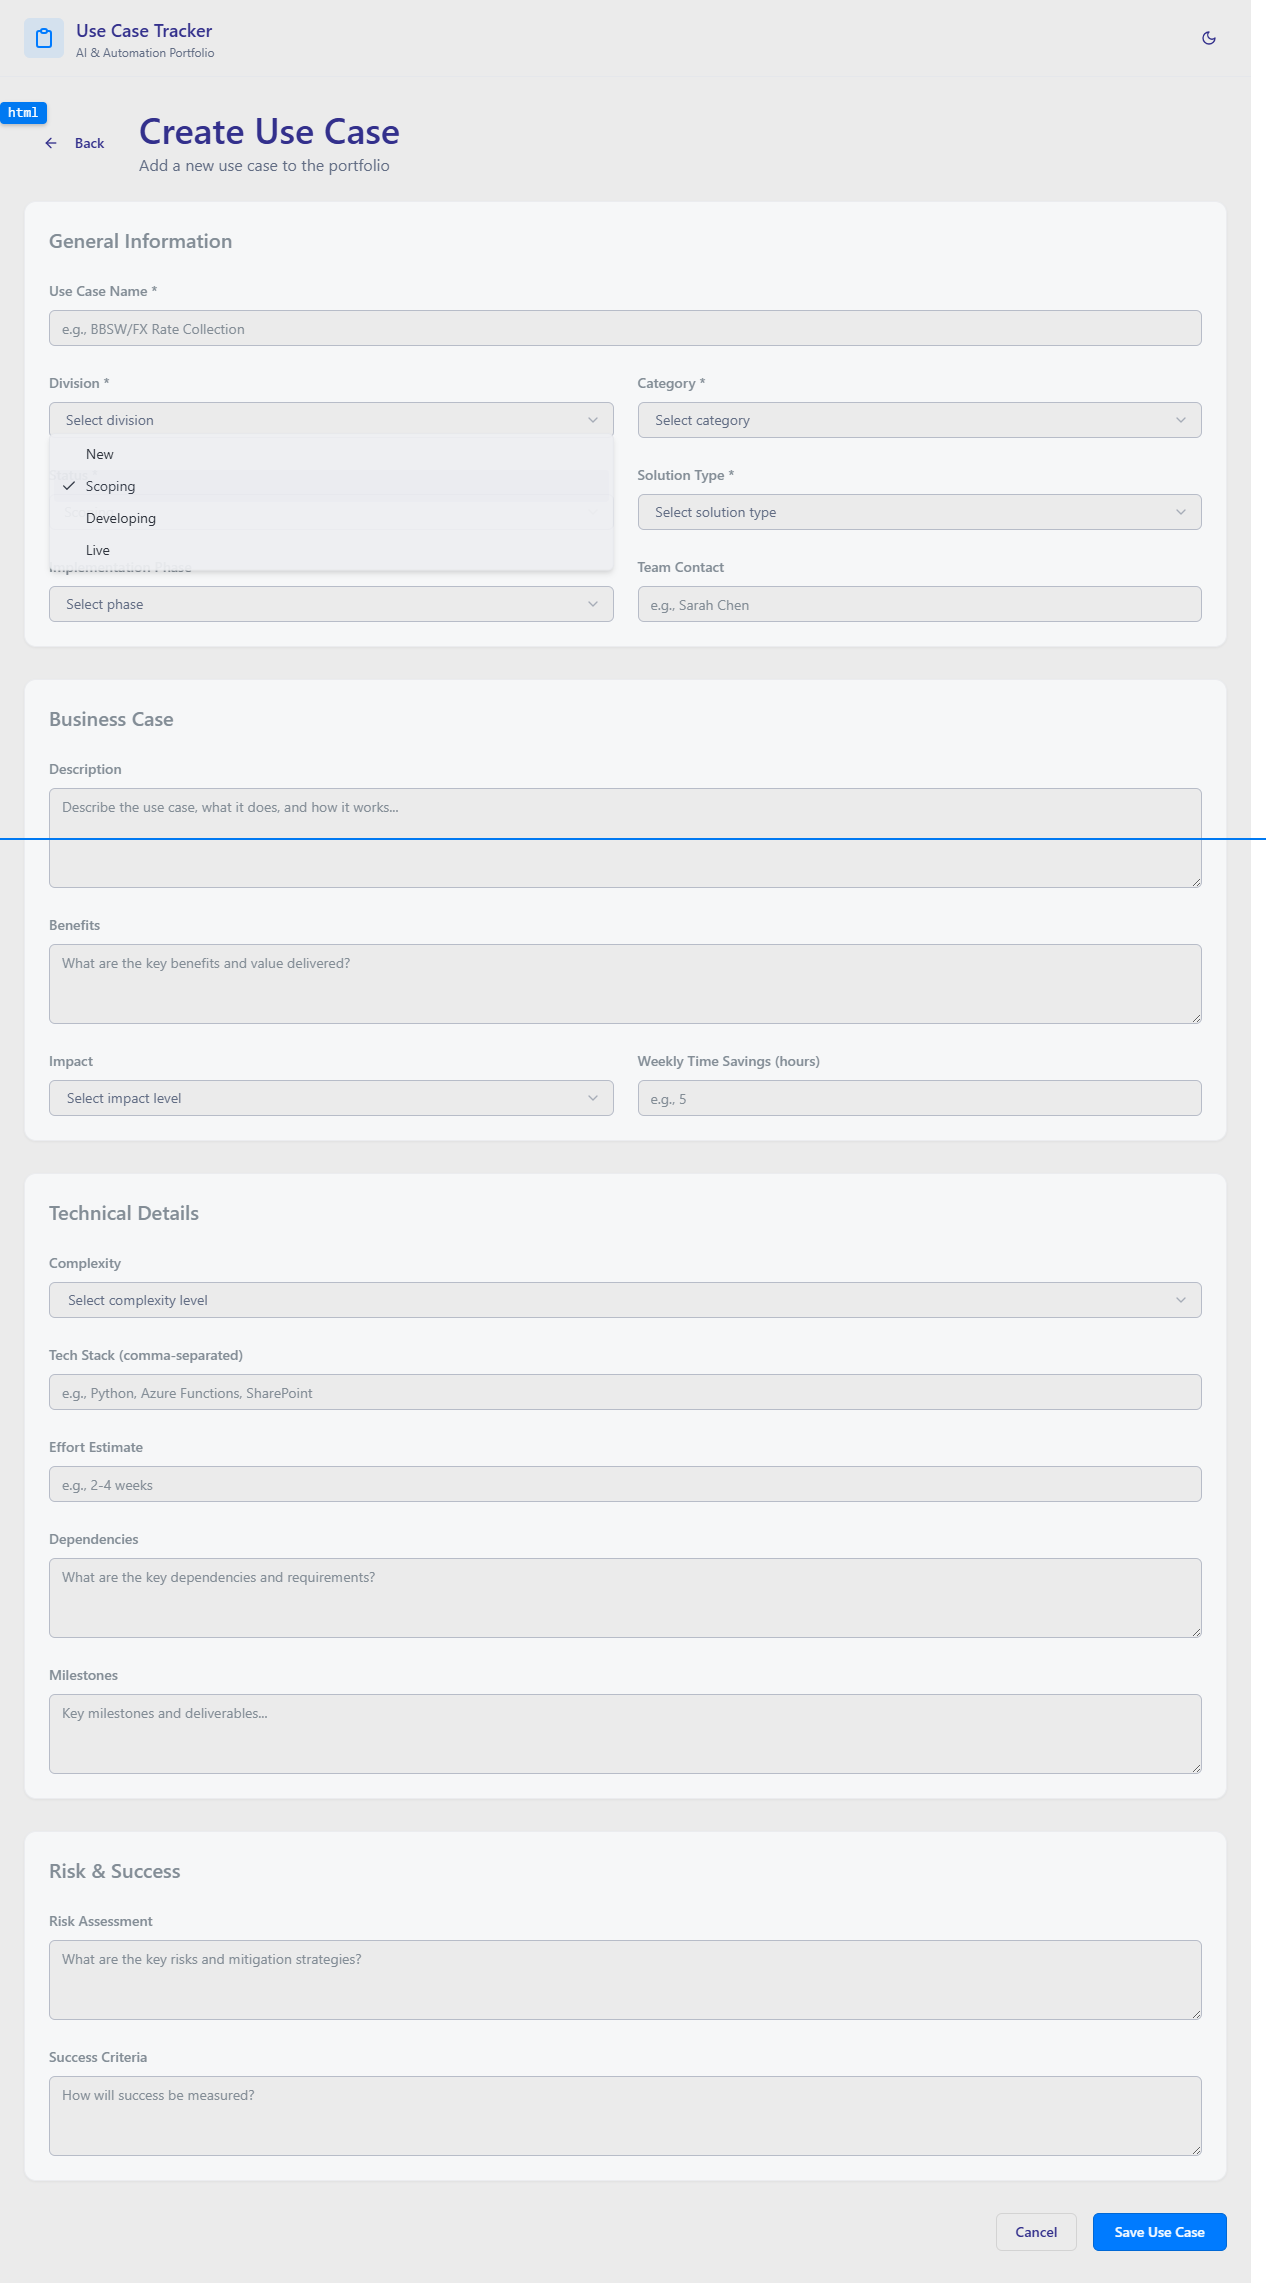 Use Case Tracker
AI & Automation Portfolio
html
Back
Create Use Case
Add a new use case to the portfolio
General Information
Use Case Name *
e.g., BBSW/FX Rate Collection
Division *
Category *
Select division
Select category
New
Status *
Solution Type *
Scoping
Select solution type
Developing
Live
Implementation Phase
Team Contact
Select phase
e.g., Sarah Chen
Business Case
Description
Describe the use case, what it does, and how it works...
Benefits
What are the key benefits and value delivered?
Impact
Weekly Time Savings (hours)
Select impact level
e.g., 5
Technical Details
Complexity
Select complexity level
Tech Stack (comma-separated)
e.g., Python, Azure Functions, SharePoint
Effort Estimate
e.g., 2-4 weeks
Dependencies
What are the key dependencies and requirements?
Milestones
Key milestones and deliverables...
Risk & Success
Risk Assessment
What are the key risks and mitigation strategies?
Success Criteria
How will success be measured?
Cancel
Save Use Case